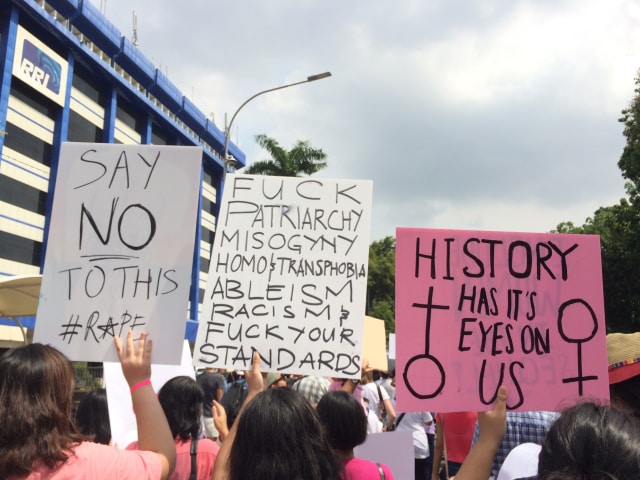 RRI
SAY
NO
TO THIS
#RAPE
FUCK
PATRIARCHY
MISOGYNY
HOMO & TRANSPHOBIA
ABLEISM
RACISM &
FUCK YOUR
STANDARDS
HISTORY
HAS IT'S
EYES ON
US